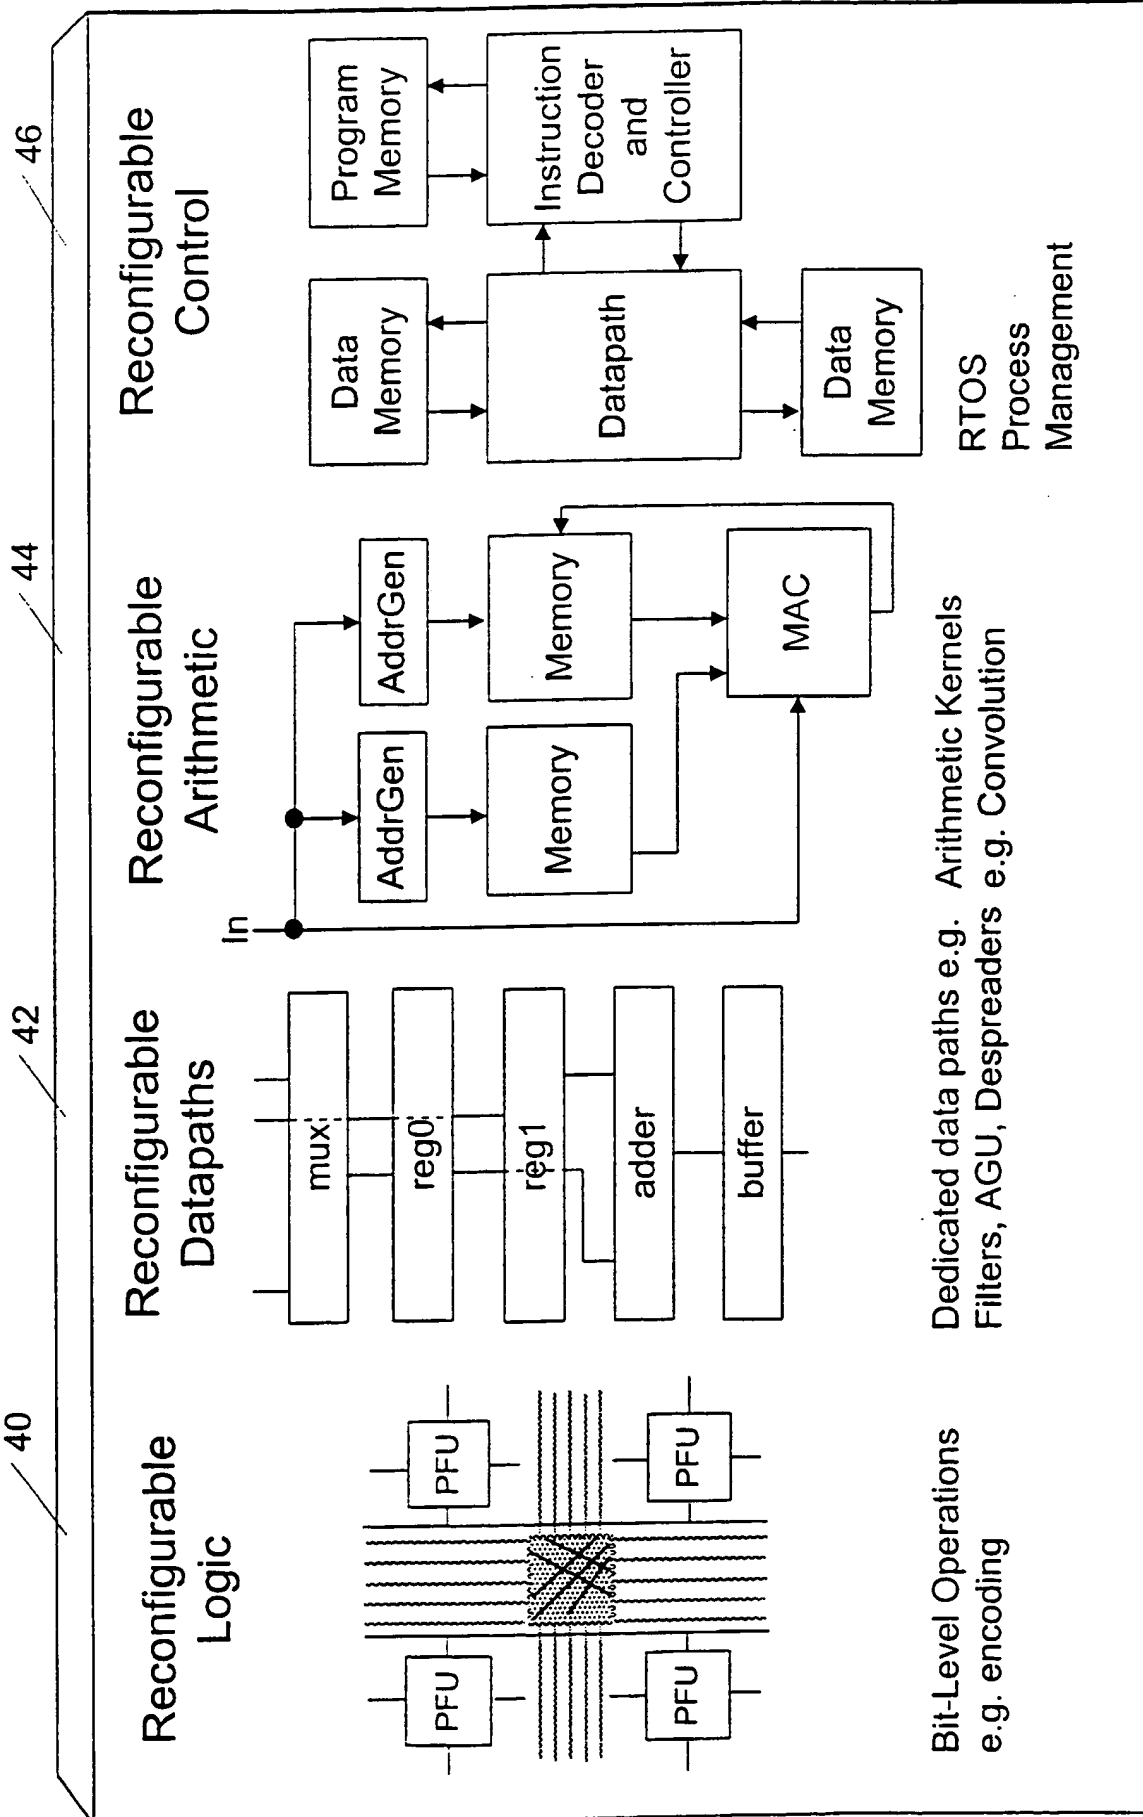 40
42
44
46
Reconfigurable
Logic
PFU
PFU
PFU
PFU
Bit-Level Operations
e.g. encoding
Reconfigurable
Datapaths
mux
reg0
reg1
adder
buffer
Dedicated data paths e.g.
Filters, AGU, Despreaders
Reconfigurable
Arithmetic
In
AddrGen
AddrGen
Memory
Memory
MAC
Arithmetic Kernels
e.g. Convolution
Reconfigurable
Control
Data
Memory
Program
Memory
Datapath
Instruction
Decoder
and
Controller
Data
Memory
RTOS
Process
Management